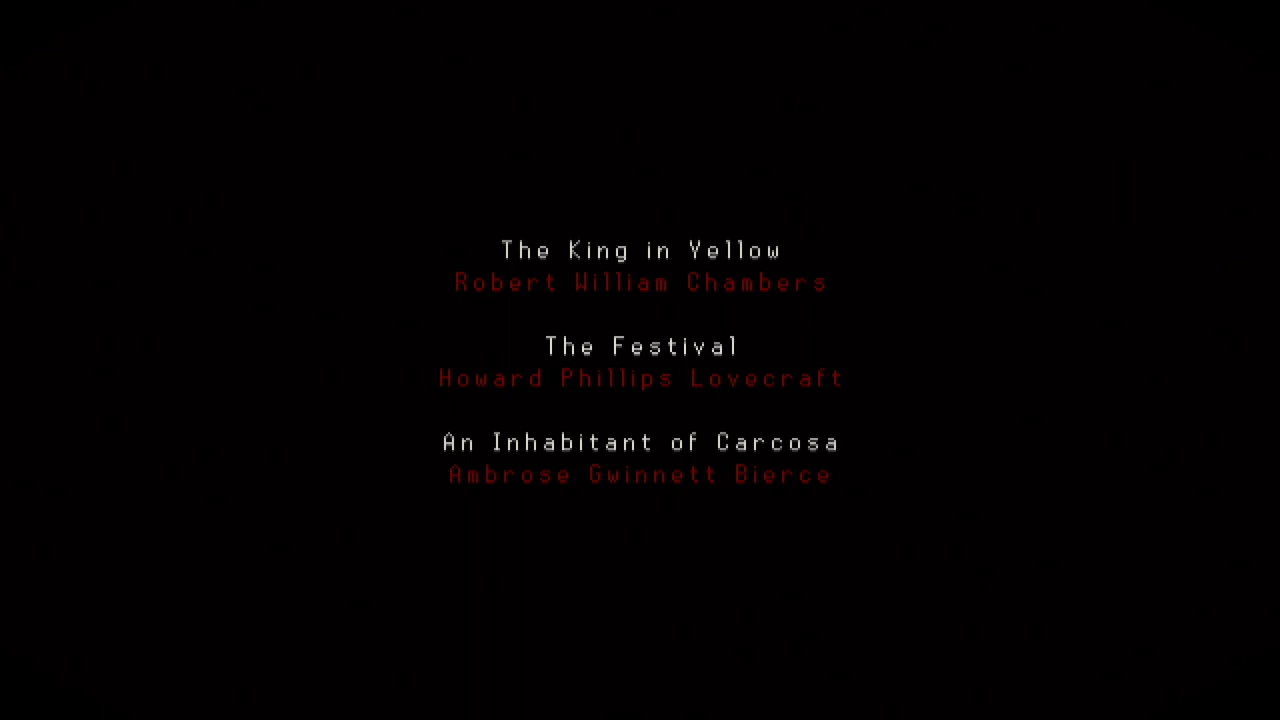 The King in Yellow
Robert William Chambers
The Festival
Howard Phillips Lovecraft
An Inhabitant of Carcosa
Ambrose Gwinnett Bierce